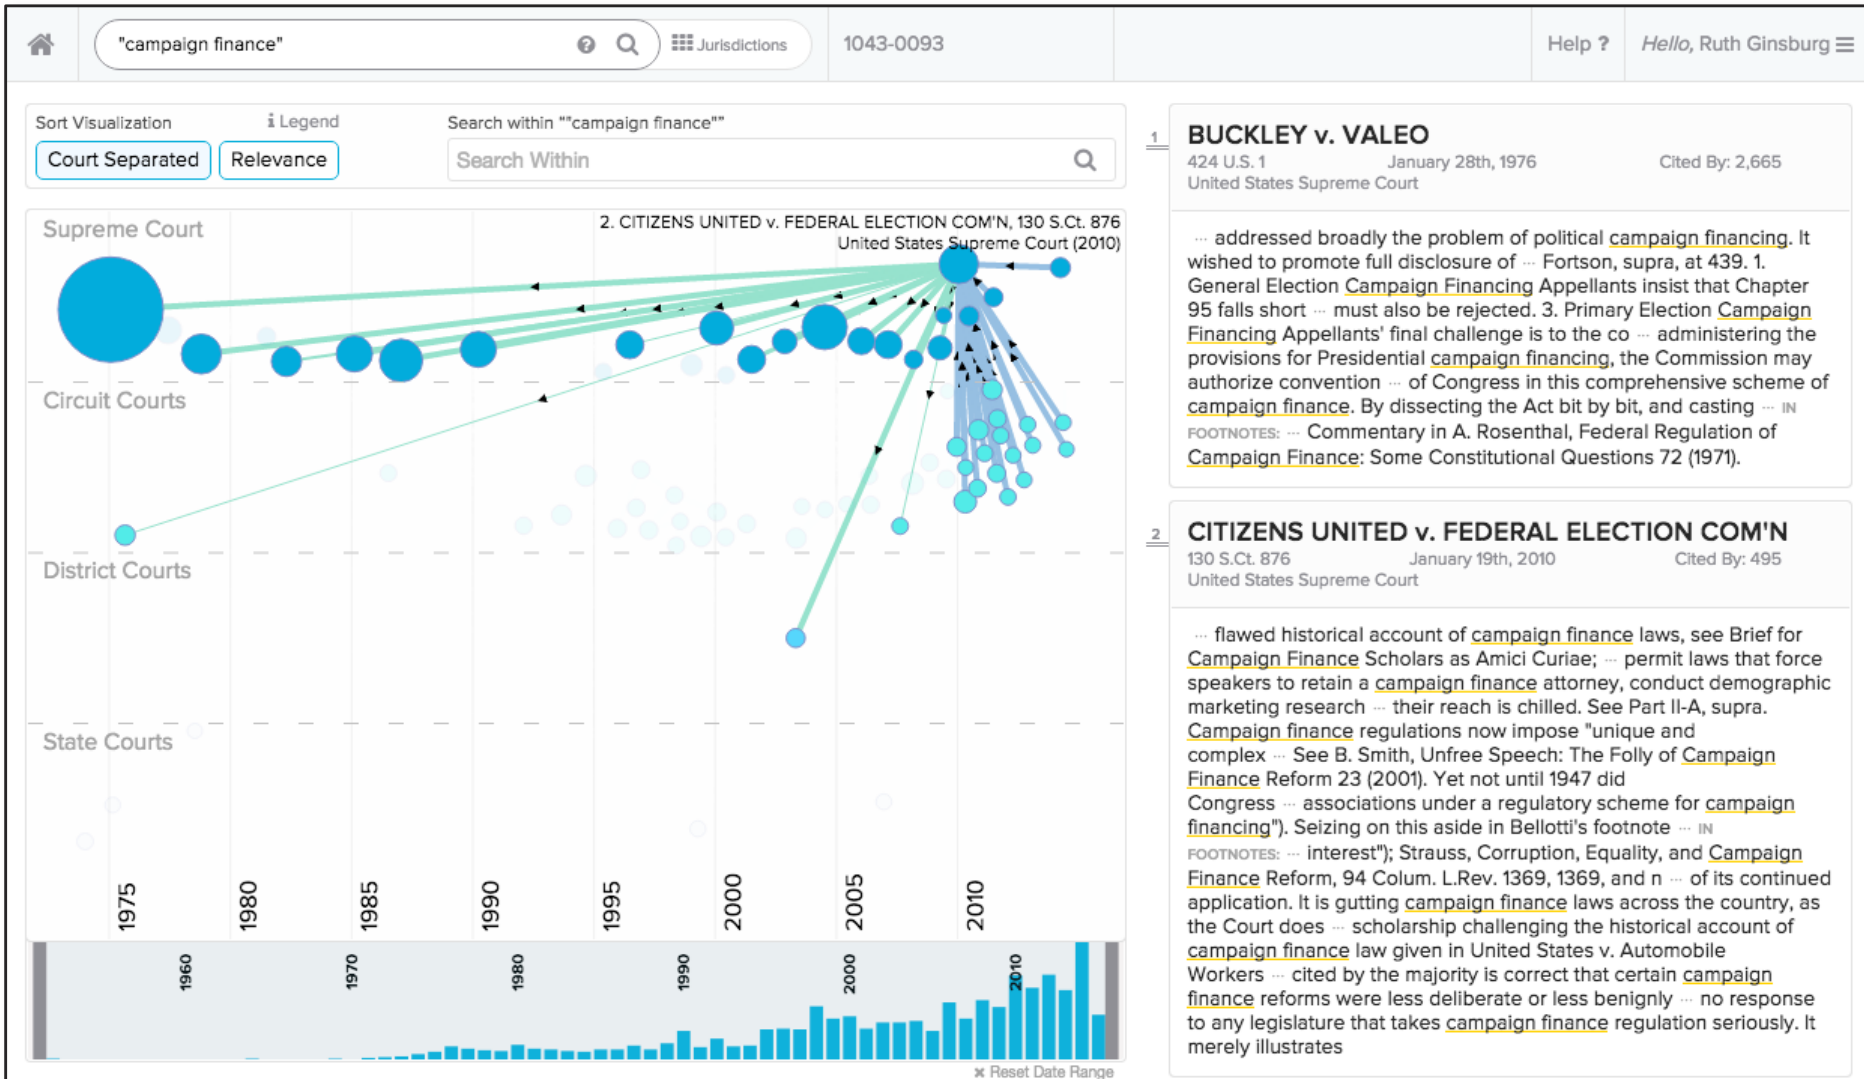 "campaign finance"
?
Jurisdictions
1043-0093
Help ?
Hello, Ruth Ginsburg
Sort Visualization
i Legend
Court Separated
Relevance
Search within ""campaign finance""
Search Within
Supreme Court
2. CITIZENS UNITED v. FEDERAL ELECTION COM'N, 130 S.Ct. 876
United States Supreme Court (2010)
Circuit Courts
District Courts
State Courts
1975
1980
1985
1990
1995
2000
2005
2010
1960
1970
1980
1990
2000
2010
× Reset Date Range
1
BUCKLEY v. VALEO
424 U.S. 1 January 28th, 1976 Cited By: 2,665
United States Supreme Court
··· addressed broadly the problem of political campaign financing. It
wished to promote full disclosure of ··· Fortson, supra, at 439. 1.
General Election Campaign Financing Appellants insist that Chapter
95 falls short ··· must also be rejected. 3. Primary Election Campaign
Financing Appellants' final challenge is to the co ··· administering the
provisions for Presidential campaign financing, the Commission may
authorize convention ··· of Congress in this comprehensive scheme of
campaign finance. By dissecting the Act bit by bit, and casting ··· IN
FOOTNOTES: ··· Commentary in A. Rosenthal, Federal Regulation of
Campaign Finance: Some Constitutional Questions 72 (1971).
2
CITIZENS UNITED v. FEDERAL ELECTION COM'N
130 S.Ct. 876 January 19th, 2010 Cited By: 495
United States Supreme Court
··· flawed historical account of campaign finance laws, see Brief for
Campaign Finance Scholars as Amici Curiae; ··· permit laws that force
speakers to retain a campaign finance attorney, conduct demographic
marketing research ··· their reach is chilled. See Part II-A, supra.
Campaign finance regulations now impose "unique and
complex ··· See B. Smith, Unfree Speech: The Folly of Campaign
Finance Reform 23 (2001). Yet not until 1947 did
Congress ··· associations under a regulatory scheme for campaign
financing"). Seizing on this aside in Bellotti's footnote ··· IN
FOOTNOTES: ··· interest"); Strauss, Corruption, Equality, and Campaign
Finance Reform, 94 Colum. L.Rev. 1369, 1369, and n ··· of its continued
application. It is gutting campaign finance laws across the country, as
the Court does ··· scholarship challenging the historical account of
campaign finance law given in United States v. Automobile
Workers ··· cited by the majority is correct that certain campaign
finance reforms were less deliberate or less benignly ··· no response
to any legislature that takes campaign finance regulation seriously. It
merely illustrates